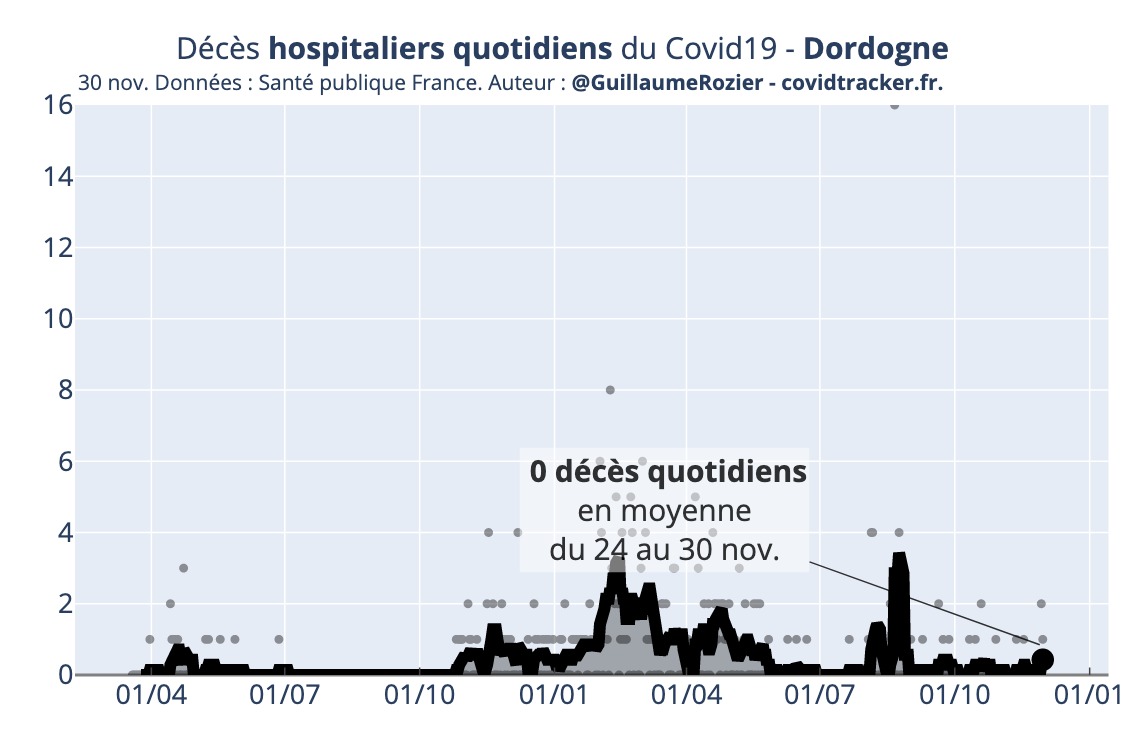 Décès hospitaliers quotidiens du Covid19 - Dordogne
30 nov. Données : Santé publique France. Auteur : @GuillaumeRozier - covidtracker.fr.
16
14
12
10
8
6
4
2
0
0 décès quotidiens
en moyenne
du 24 au 30 nov.
01/04 01/07 01/10 01/01 01/04 01/07 01/10 01/01